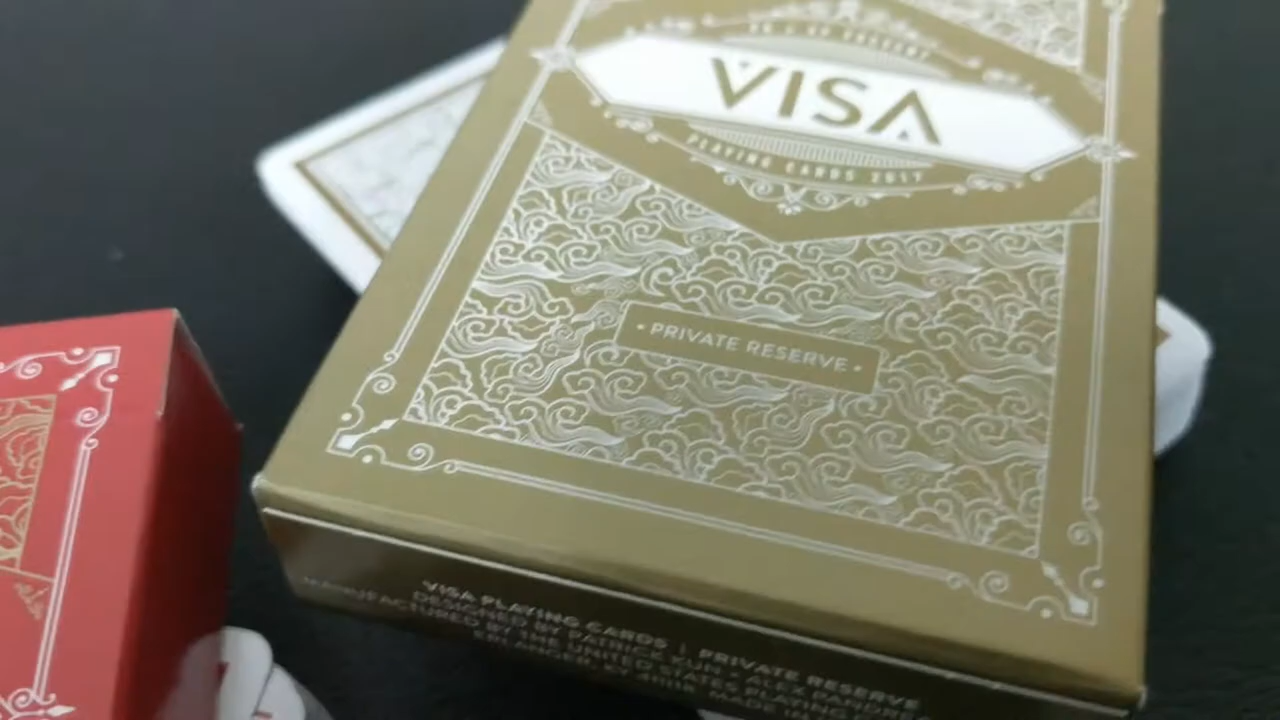 VISA
PLAYING CARDS 2017
• PRIVATE RESERVE •
VISA PLAYING CARDS | PRIVATE RESERVE
DESIGNED BY PATRICK KUN • ALEX PANDREA
MANUFACTURED BY THE UNITED STATES PLAYING